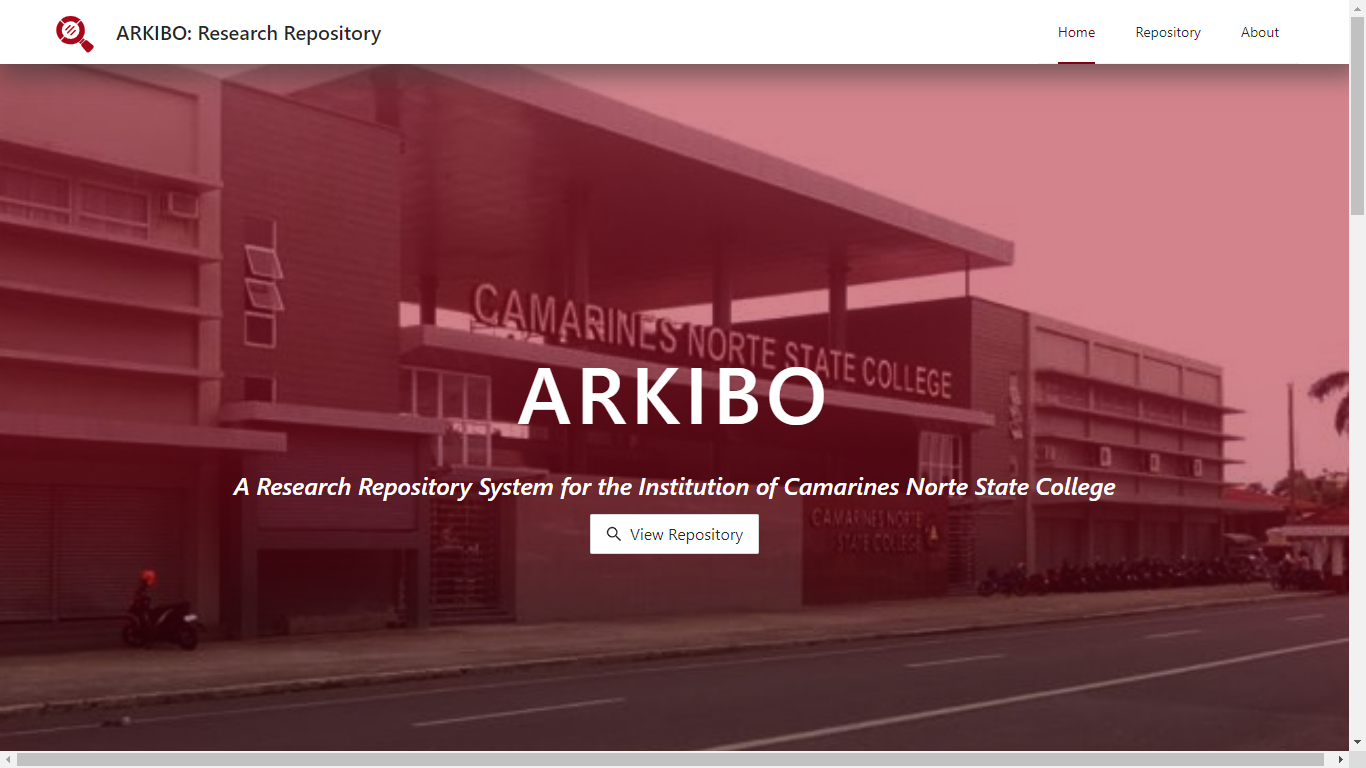 ARKIBO: Research Repository
Home
Repository
About
CAMARINES NORTE STATE COLLEGE
ARKIBO
A Research Repository System for the Institution of Camarines Norte State College
View Repository
CAMARINES NORTE
STATE COLLEGE